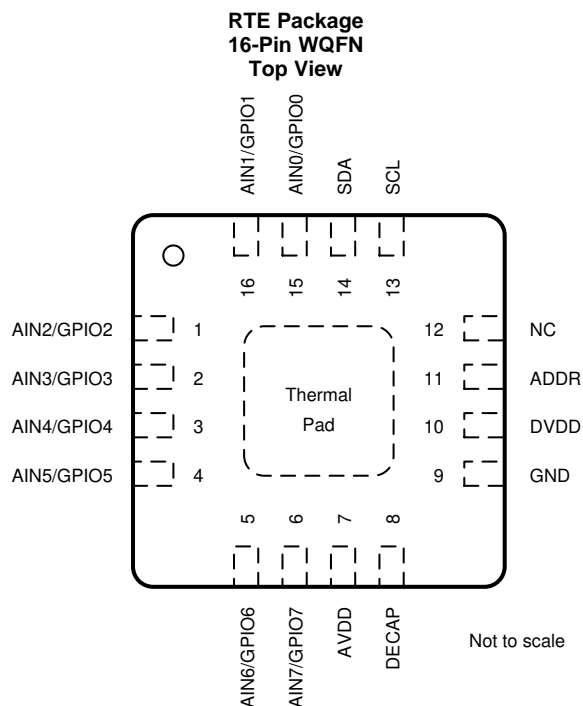 RTE Package
16-Pin WQFN
Top View
AIN1/GPIO1
AIN0/GPIO0
SDA
SCL
16
15
14
13
AIN2/GPIO2
1
12
NC
AIN3/GPIO3
2
11
ADDR
AIN4/GPIO4
3
10
DVDD
AIN5/GPIO5
4
9
GND
Thermal
Pad
5
6
7
8
AIN6/GPIO6
AIN7/GPIO7
AVDD
DECAP
Not to scale